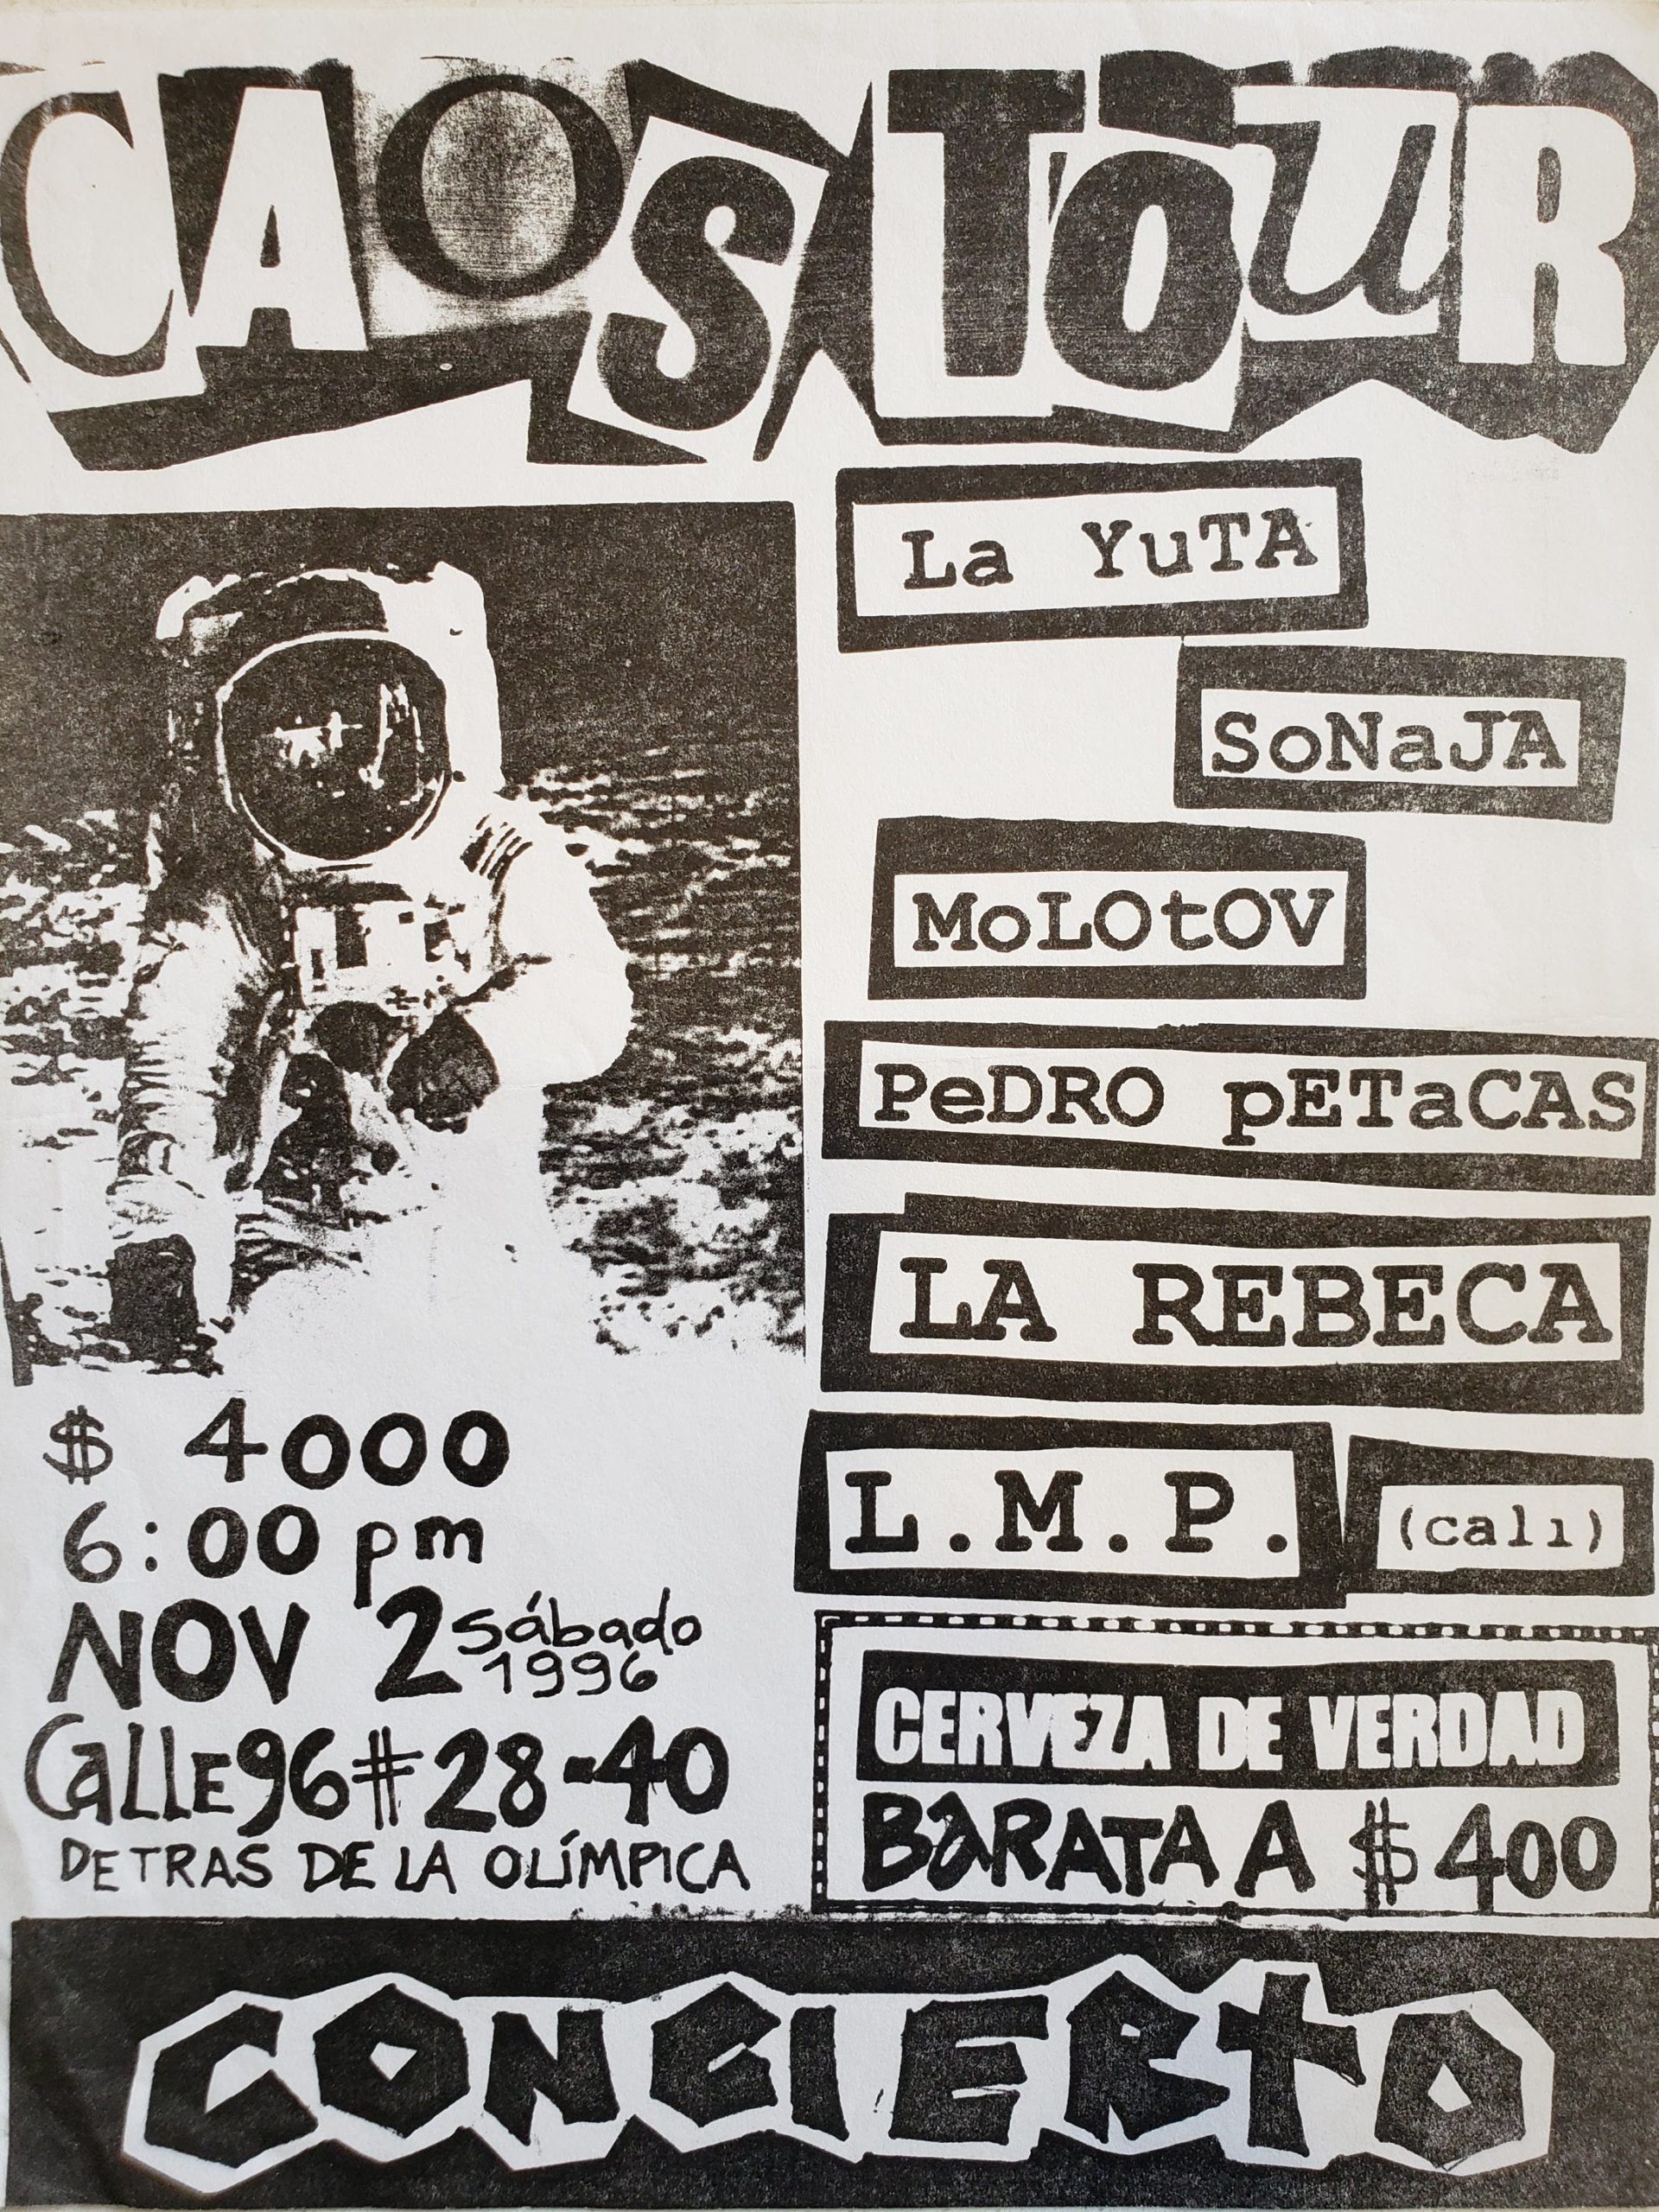 CAOS TOUR
La YuTA
SoNaJA
MoLOtOV
PeDRO pETaCAS
LA REBECA
L.M.P. (cali)
$ 4000
6:00 pm
NOV 2 sábado 1996
CaLLE 96 # 28-40
DETRAS DE LA OLÍMPICA
CERVEZA DE VERDAD
BaRATA A $ 400
CONCIERtO